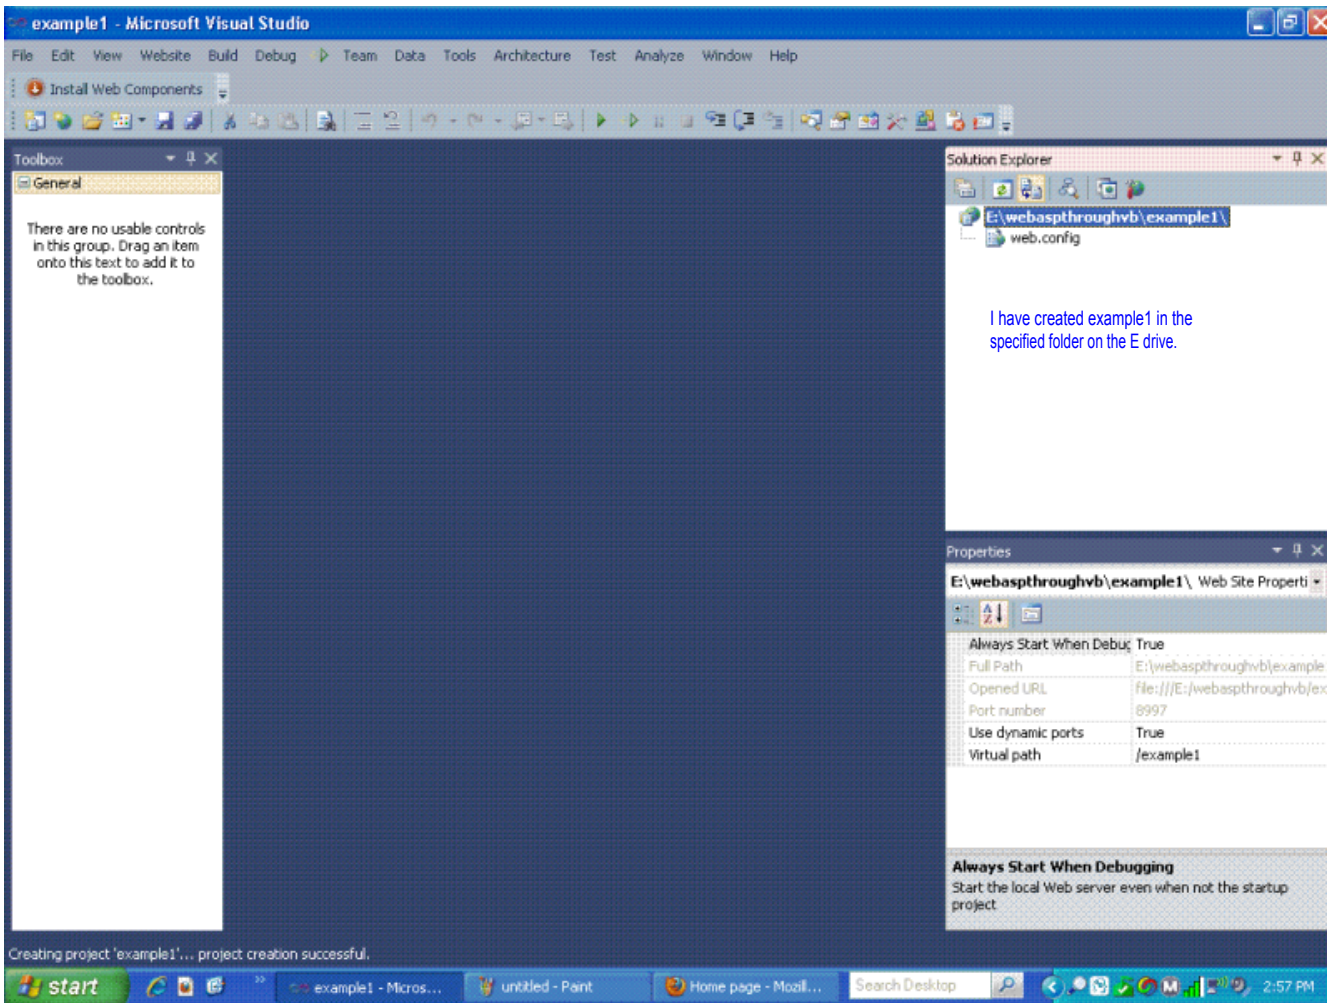 example1 - Microsoft Visual Studio
File Edit View Website Build Debug Team Data Tools Architecture Test Analyze Window Help
Install Web Components
Toolbox
General
There are no usable controls
in this group. Drag an item
onto this text to add it to
the toolbox.
Solution Explorer
E:\webaspthroughvb\example1\
web.config
I have created example1 in the
specified folder on the E drive.
Properties
E:\webaspthroughvb\example1\ Web Site Properti
Always Start When Debug True
Full Path E:\webaspthroughvb\example
Opened URL file:///E:/webaspthroughvb/ex
Port number 8997
Use dynamic ports True
Virtual path /example1
Always Start When Debugging
Start the local Web server even when not the startup
project
Creating project 'example1'... project creation successful.
start example1 - Micros... untitled - Paint Home page - Mozill... Search Desktop 2:57 PM